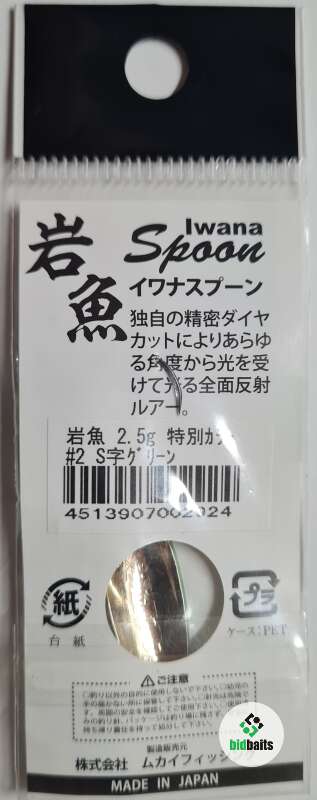 岩魚
Iwana
Spoon
イワナスプーン
独自の精密ダイヤ
カットによりあらゆ
る角度から光を受
けて光る全面反射
ルアー。
岩魚 2.5g 特別カラー
#2 S字グリーン
4513907002924
紙
台紙
プラ
ケース:PET
⚠ご注意
製造販売元
株式会社 ムカイフィッシング
bidbaits
MADE IN JAPAN